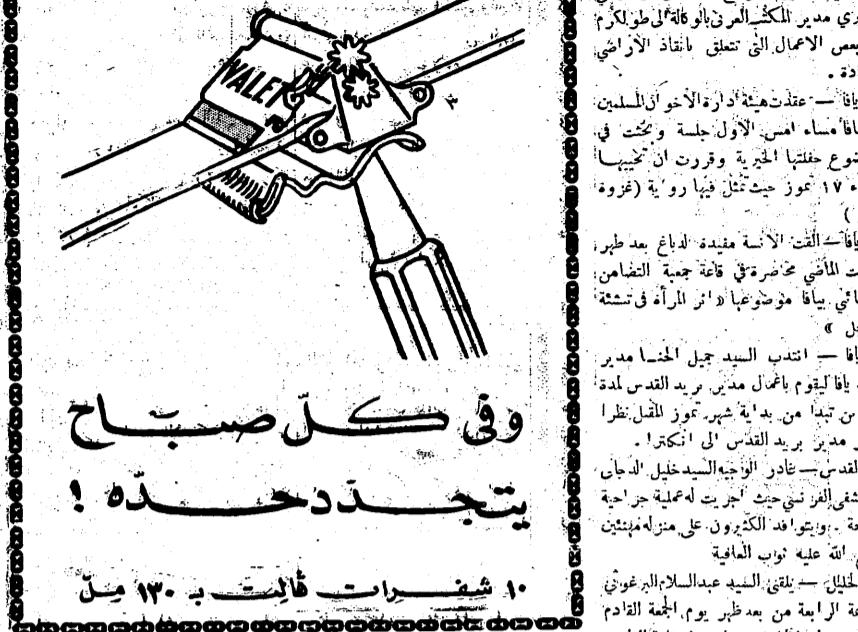 VALET
وفي كلّ صباح
يتجدد حدّه !
١٠ شفرات ڤاليت بـ ١٣٠ ملّ
ري مدير المكتب العربي بالوكالة الى طولكرم
بعض الاعمال التي تتعلق بانقاذ الاراضي
دة .
يافا — عقدت هيئة ادارة الاخوان المسلمين
يافا مساء امس الاول جلسة وبحثت في
ضوع حفلتها الخيرية وقررت ان تحييها
ء ١٧ تموز حيث تمثل فيها رواية (غزوة
)
يافا — القت الآنسة مفيدة الدباغ بعد ظهر
ت الماضي محاضرة في قاعة جمعية التضامن
ائي بيافا موضوعها « اثر المرأة في تنشئة
ل »
يافا — انتدب السيد جميل الحنا مدير
يافا ليقوم باعمال مدير بريد القدس لمدة
تبدا من بداية شهر تموز المقبل نظرا
مدير بريد القدس الى انكلترا .
القدس — غادر الوجيه السيد خليل الدجاني
شفى الفرنسي حيث اجريت له عملية جراحية
ة . ويتوافد الكثيرون على منزله مهنئين
الله عليه ثوب العافية
الخليل — يلقي السيد عبد السلام البرغوثي
ة الرابعة من بعد ظهر يوم الجمعة القادم